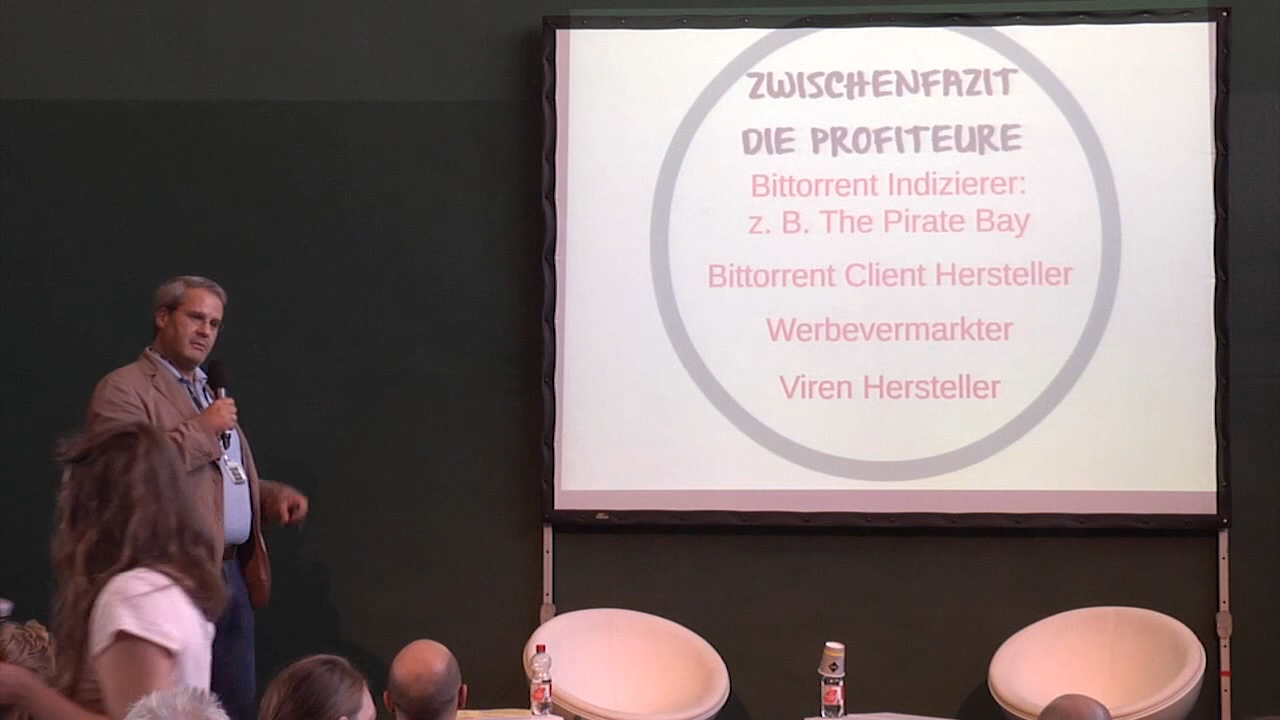 ZWISCHENFAZIT
DIE PROFITEURE
Bittorrent Indizierer:
z. B. The Pirate Bay
Bittorrent Client Hersteller
Werbevermarkter
Viren Hersteller